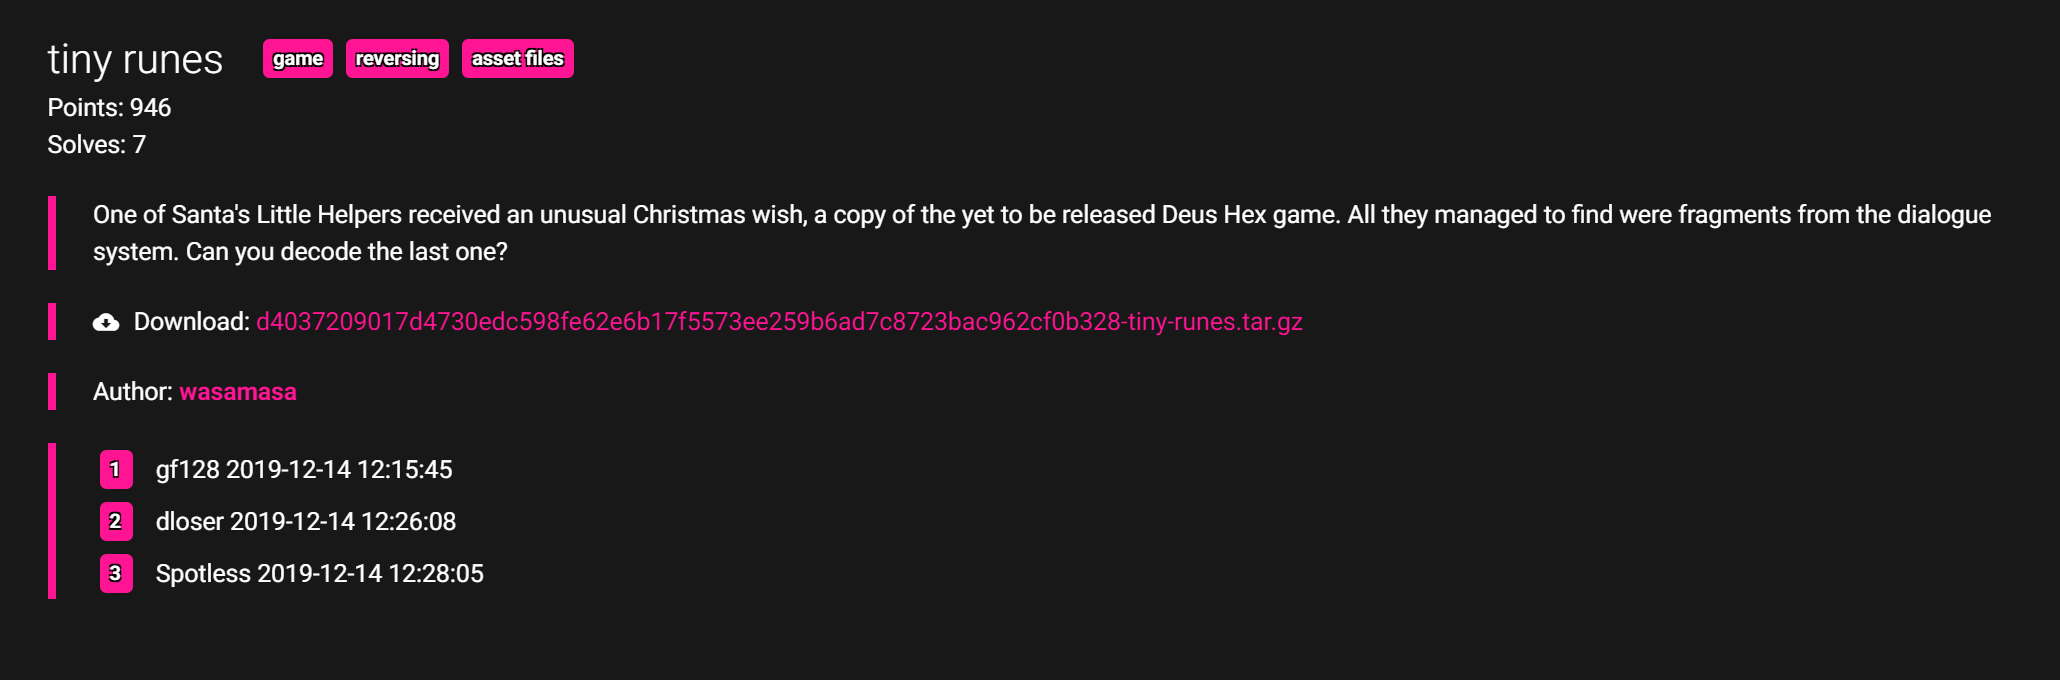 tiny runes game reversing asset files
Points: 946
Solves: 7
One of Santa's Little Helpers received an unusual Christmas wish, a copy of the yet to be released Deus Hex game. All they managed to find were fragments from the dialogue
system. Can you decode the last one?
Download: d4037209017d4730edc598fe62e6b17f5573ee259b6ad7c8723bac962cf0b328-tiny-runes.tar.gz
Author: wasamasa
1 gf128 2019-12-14 12:15:45
2 dloser 2019-12-14 12:26:08
3 Spotless 2019-12-14 12:28:05